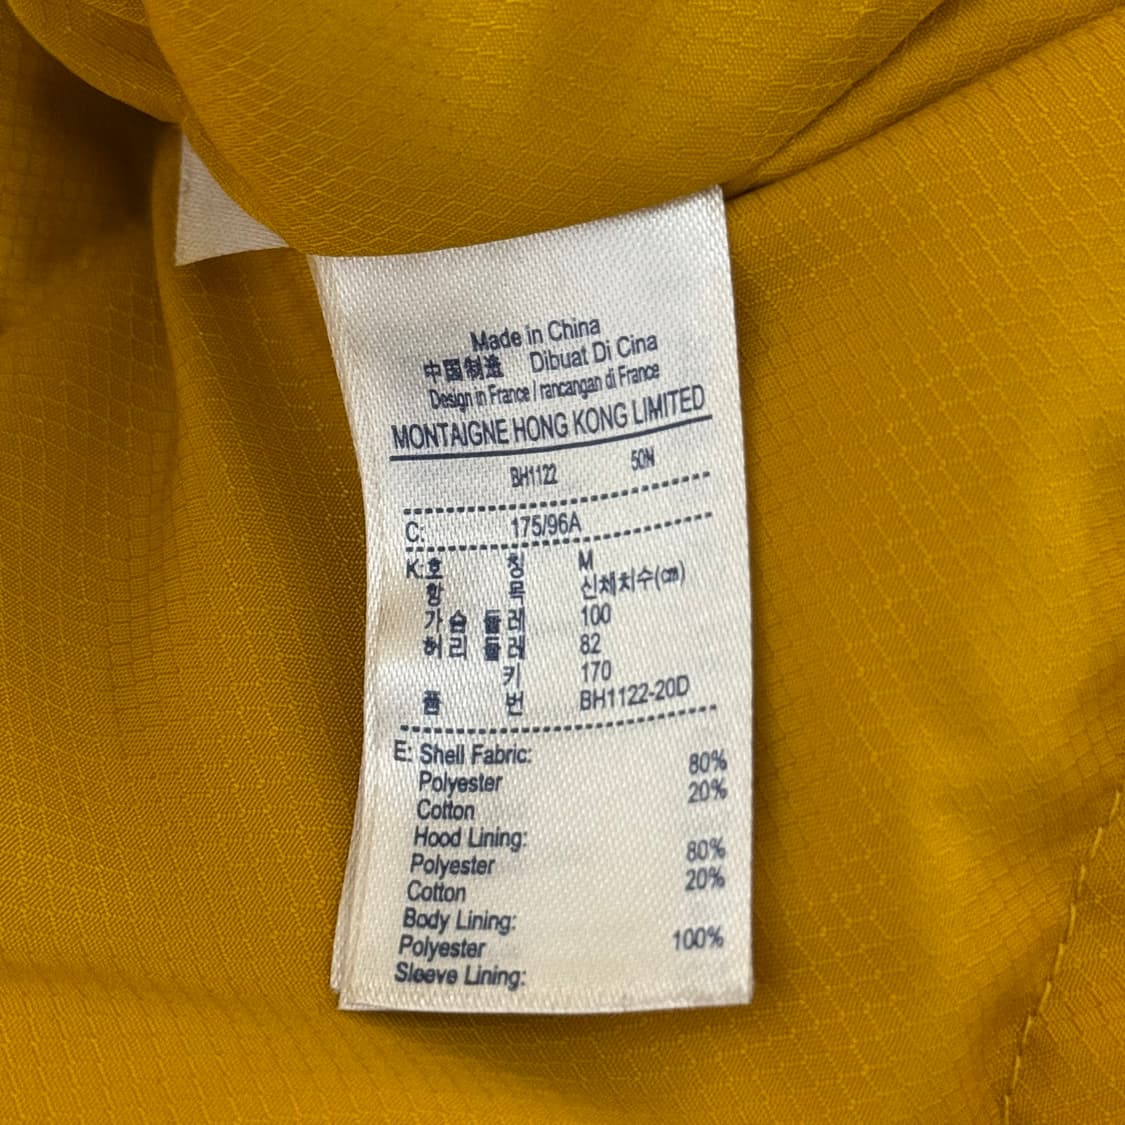 Made in China
中国制造 Dibuat Di Cina
Design in France / rancangan di France
MONTAIGNE HONG KONG LIMITED
BH1122 50N
C: 175/96A
K: 호 칭 M
항 목 신체치수(㎝)
가 슴 둘 레 100
허 리 둘 레 82
키 170
품 번 BH1122-20D
E: Shell Fabric:
Polyester 80%
Cotton 20%
Hood Lining:
Polyester 80%
Cotton 20%
Body Lining:
Polyester 100%
Sleeve Lining: